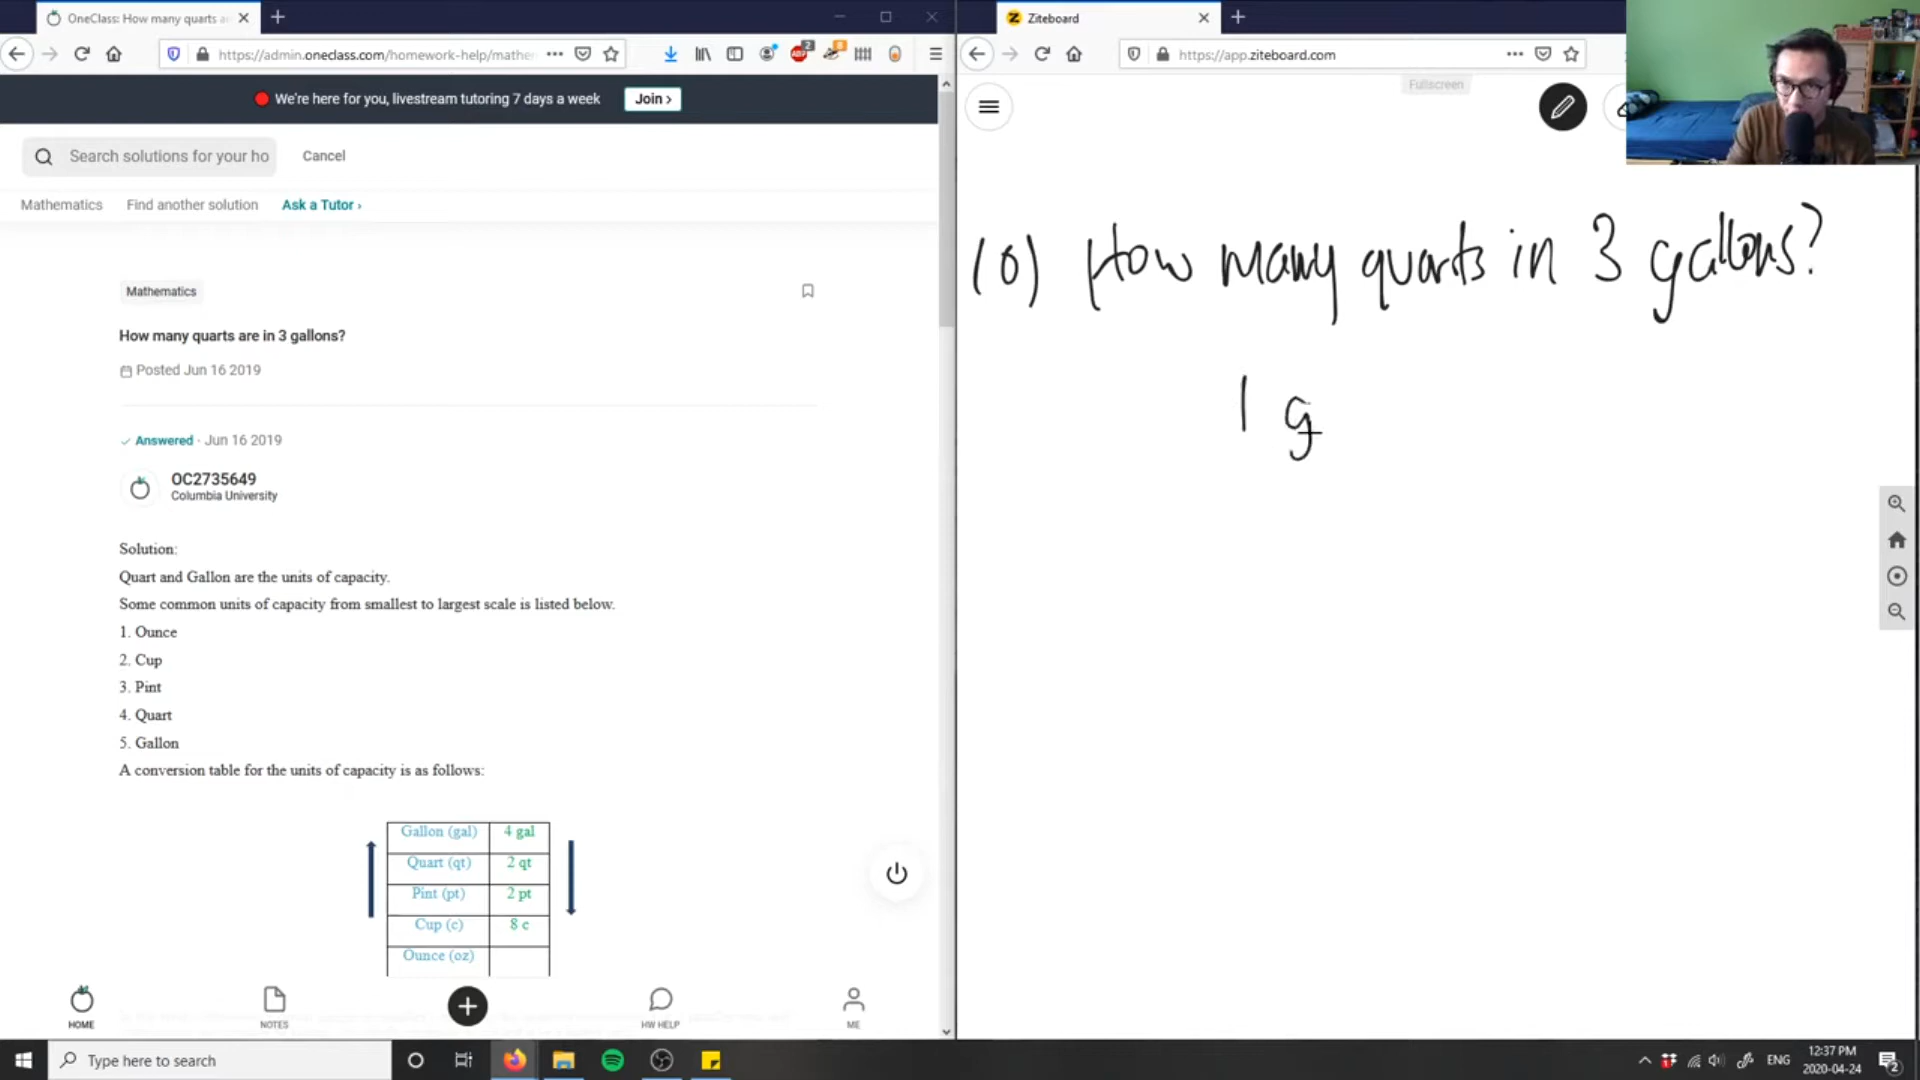 OneClass: How many quarts a
Ziteboard
https://admin.oneclass.com/homework-help/mathe
https://app.ziteboard.com
We're here for you, livestream tutoring 7 days a week
Join ›
Fullscreen
Search solutions for your ho
Cancel
Mathematics
Find another solution
Ask a Tutor ›
Mathematics
How many quarts are in 3 gallons?
Posted Jun 16 2019
Answered · Jun 16 2019
OC2735649
Columbia University
Solution:
Quart and Gallon are the units of capacity.
Some common units of capacity from smallest to largest scale is listed below.
1. Ounce
2. Cup
3. Pint
4. Quart
5. Gallon
A conversion table for the units of capacity is as follows:
Gallon (gal) 4 gal
Quart (qt) 2 qt
Pint (pt) 2 pt
Cup (c) 8 c
Ounce (oz)
HOME
NOTES
HW HELP
ME
(0) How many quarts in 3 gallons?
1 g
Type here to search
ENG
12:37 PM
2020-04-24
2